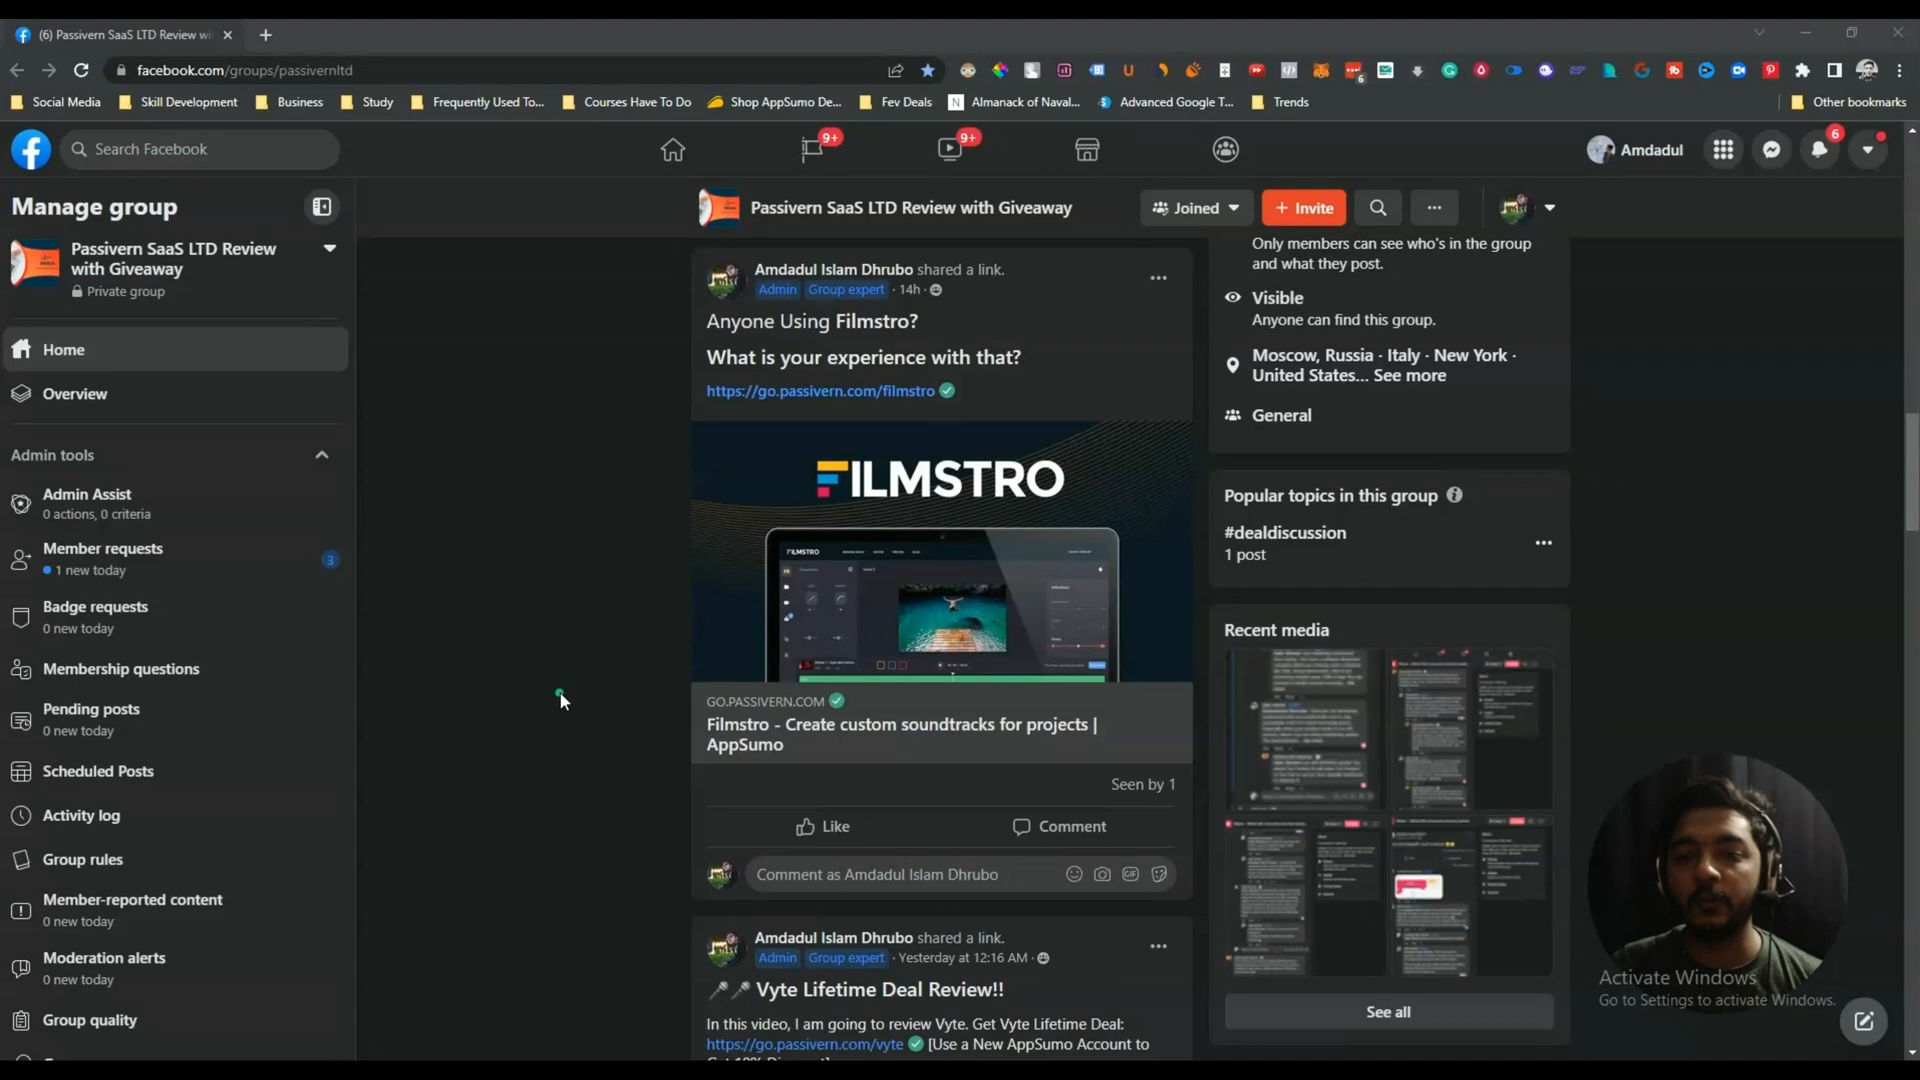 (6) Passivern SaaS LTD Review wi
facebook.com/groups/passivernltd
6
Social Media
Skill Development
Business
Study
Frequently Used To...
Courses Have To Do
Shop AppSumo De...
Fev Deals
Almanack of Naval...
Advanced Google T...
Trends
Other bookmarks
Search Facebook
9+
9+
Amdadul
6
Manage group
Passivern SaaS LTD Review
with Giveaway
Private group
Home
Overview
Admin tools
Admin Assist
0 actions, 0 criteria
Member requests
1 new today
3
Badge requests
0 new today
Membership questions
Pending posts
0 new today
Scheduled Posts
Activity log
Group rules
Member-reported content
0 new today
Moderation alerts
0 new today
Group quality
Passivern SaaS LTD Review with Giveaway
Joined
+ Invite
Amdadul Islam Dhrubo shared a link.
Admin Group expert · 14h ·
Anyone Using Filmstro?
What is your experience with that?
https://go.passivern.com/filmstro
FILMSTRO
FILMSTRO
GO.PASSIVERN.COM
Filmstro - Create custom soundtracks for projects |
AppSumo
Seen by 1
Like
Comment
Comment as Amdadul Islam Dhrubo
GIF
Amdadul Islam Dhrubo shared a link.
Admin Group expert · Yesterday at 12:16 AM ·
Vyte Lifetime Deal Review!!
In this video, I am going to review Vyte. Get Vyte Lifetime Deal:
https://go.passivern.com/vyte [Use a New AppSumo Account to
Only members can see who's in the group
and what they post.
Visible
Anyone can find this group.
Moscow, Russia · Italy · New York ·
United States... See more
General
Popular topics in this group
#dealdiscussion
1 post
Recent media
See all
Activate Windows
Go to Settings to activate Windows.